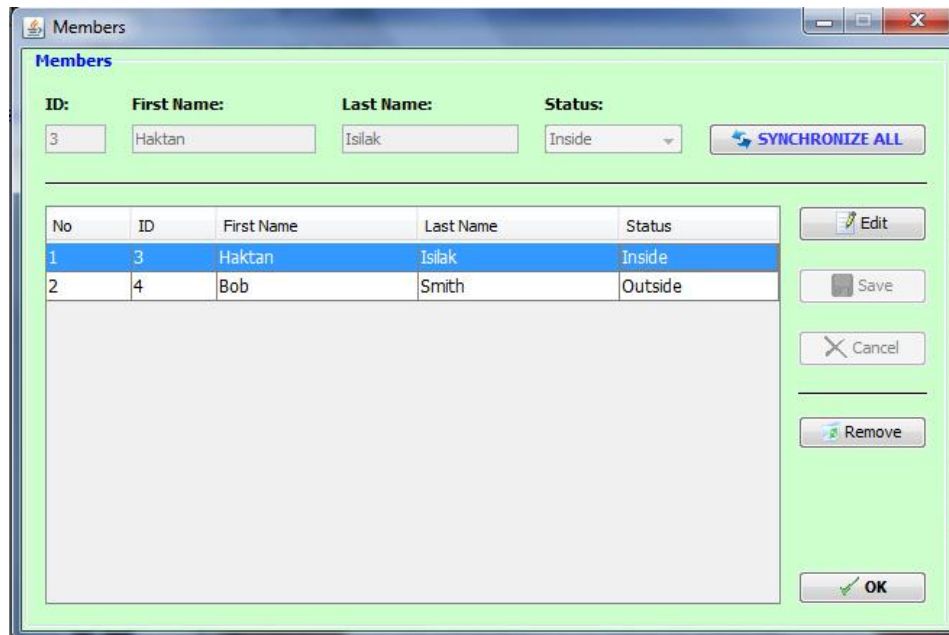 Members
Members
ID: First Name: Last Name: Status:
3 Haktan Isilak Inside SYNCHRONIZE ALL
No ID First Name Last Name Status Edit
1 3 Haktan Isilak Inside
2 4 Bob Smith Outside
Save
Cancel
Remove
OK